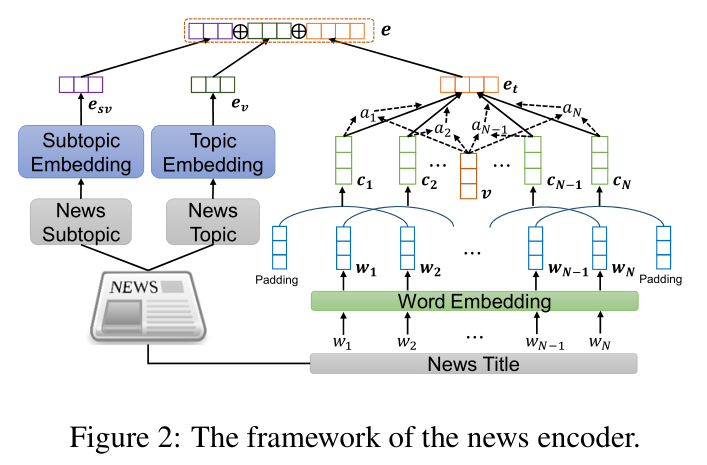 ⊕ ⊕ e
e_sv
e_v
e_t
a_1
a_2
a_{N−1}
a_N
Subtopic
Embedding
Topic
Embedding
... ...
c_1 c_2 v c_{N−1} c_N
News
Subtopic
News
Topic
w_1 w_2 ... w_{N−1} w_N
Padding Padding
NEWS
Word Embedding
w_1 w_2 ... w_{N−1} w_N
News Title
Figure 2: The framework of the news encoder.